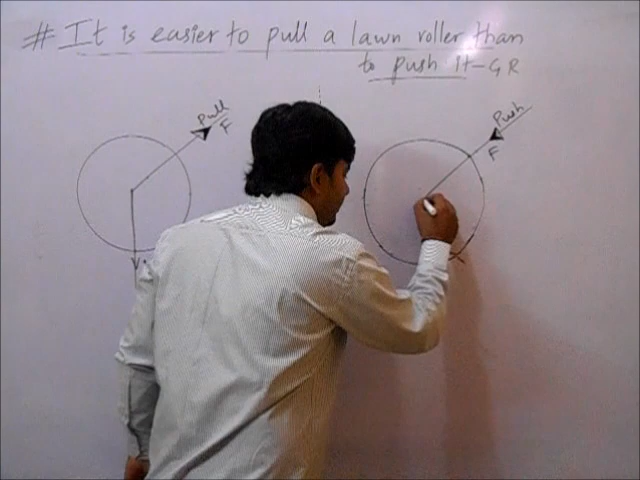 # It is easier to pull a lawn roller than
to push it - GR
Pull
F
Push
F